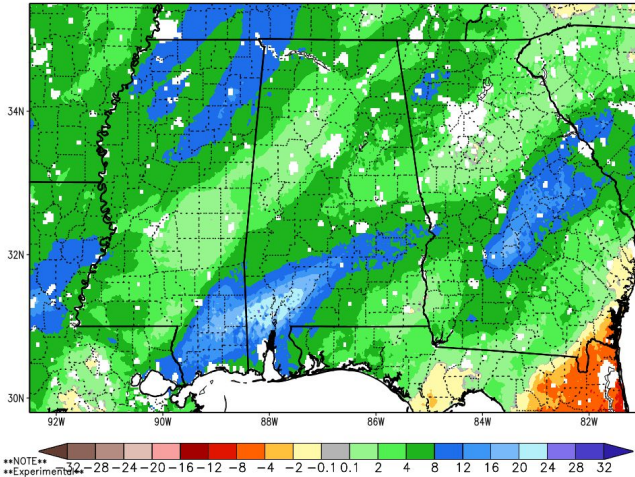 34N
32N
30N
92W 90W 88W 86W 84W 82W
**NOTE**
**Experimental**
-32 -28 -24 -20 -16 -12 -8 -4 -2 -0.1 0.1 2 4 8 12 16 20 24 28 32